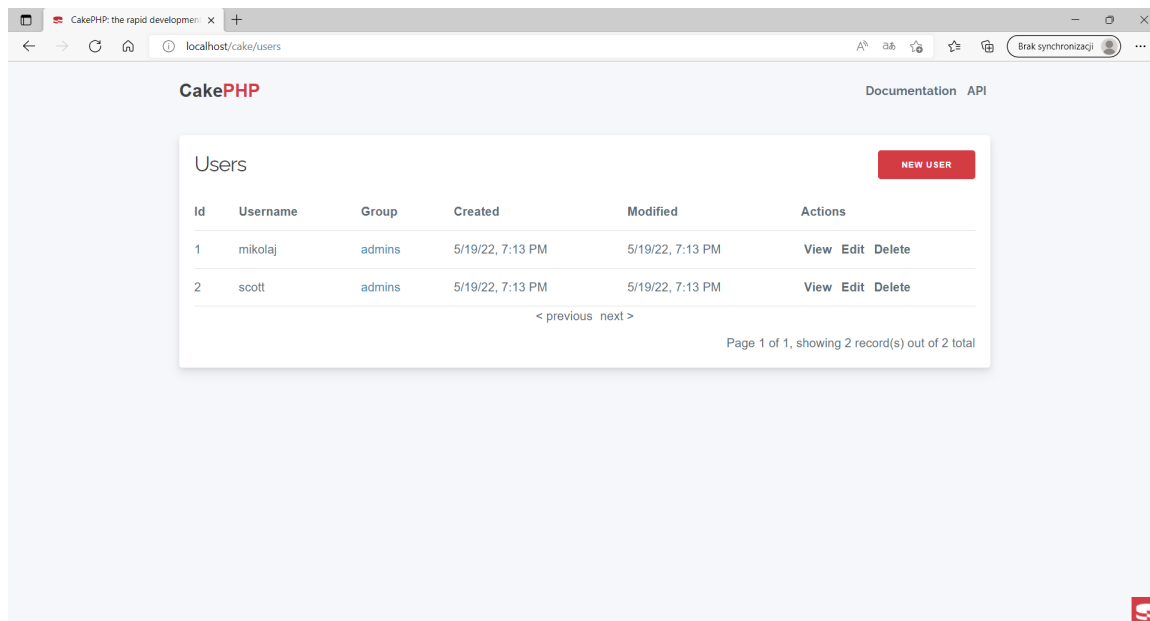 CakePHP: the rapid developmen
localhost/cake/users
Brak synchronizacji
CakePHP
Documentation API
Users
NEW USER
Id Username Group Created Modified Actions
1 mikolaj admins 5/19/22, 7:13 PM 5/19/22, 7:13 PM View Edit Delete
2 scott admins 5/19/22, 7:13 PM 5/19/22, 7:13 PM View Edit Delete
< previous next >
Page 1 of 1, showing 2 record(s) out of 2 total